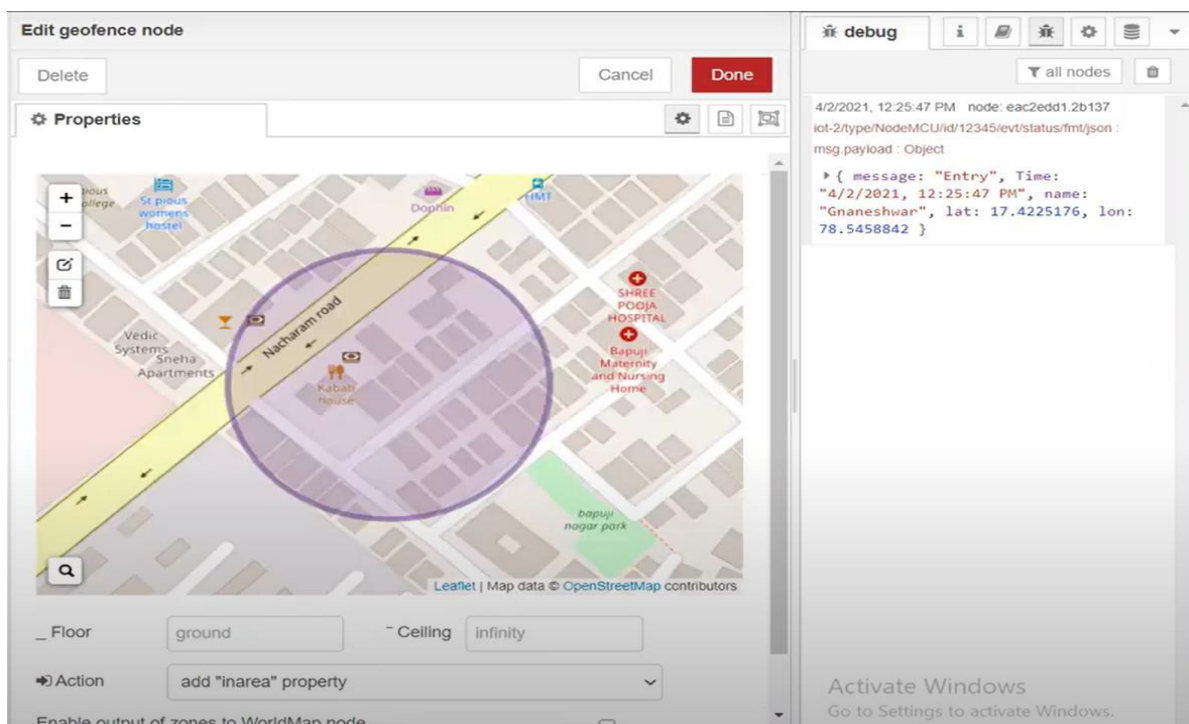 Edit geofence node
Delete
Cancel
Done
Properties
+
−
pious
college
St pious
womens
hostel
Dophin
HMT
SHREE
POOJA
HOSPITAL
Bapuji
Maternity
and Nursing
Home
Nacharam road
Vedic
Systems
Sneha
Apartments
Kabab
house
bapuji
nagar park
Leaflet | Map data © OpenStreetMap contributors
Floor
ground
Ceiling
infinity
Action
add "inarea" property
Enable output of zones to WorldMap node
debug
i
all nodes
4/2/2021, 12:25:47 PM node: eac2edd1.2b137
iot-2/type/NodeMCU/id/12345/evt/status/fmt/json :
msg.payload : Object
{ message: "Entry", Time:
"4/2/2021, 12:25:47 PM", name:
"Gnaneshwar", lat: 17.4225176, lon:
78.5458842 }
Activate Windows
Go to Settings to activate Windows.